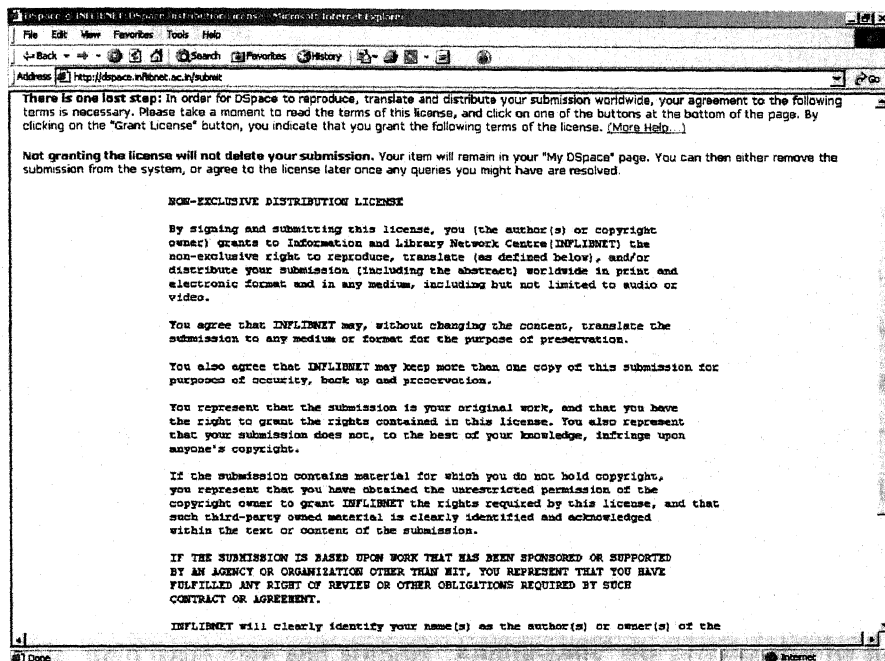 DSpace @ INFLIBNET: DSpace Distribution License - Microsoft Internet Explorer
File Edit View Favorites Tools Help
Back Search Favorites History
Address http://dspace.inflibnet.ac.in/submit Go
There is one last step: In order for DSpace to reproduce, translate and distribute your submission worldwide, your agreement to the following
terms is necessary. Please take a moment to read the terms of this license, and click on one of the buttons at the bottom of the page. By
clicking on the "Grant License" button, you indicate that you grant the following terms of the license. (More Help...)
Not granting the license will not delete your submission. Your item will remain in your "My DSpace" page. You can then either remove the
submission from the system, or agree to the license later once any queries you might have are resolved.
NON-EXCLUSIVE DISTRIBUTION LICENSE
By signing and submitting this license, you (the author(s) or copyright
owner) grants to Information and Library Network Centre(INFLIBNET) the
non-exclusive right to reproduce, translate (as defined below), and/or
distribute your submission (including the abstract) worldwide in print and
electronic format and in any medium, including but not limited to audio or
video.
You agree that INFLIBNET may, without changing the content, translate the
submission to any medium or format for the purpose of preservation.
You also agree that INFLIBNET may keep more than one copy of this submission for
purposes of security, back up and preservation.
You represent that the submission is your original work, and that you have
the right to grant the rights contained in this license. You also represent
that your submission does not, to the best of your knowledge, infringe upon
anyone's copyright.
If the submission contains material for which you do not hold copyright,
you represent that you have obtained the unrestricted permission of the
copyright owner to grant INFLIBNET the rights required by this license, and that
such third-party owned material is clearly identified and acknowledged
within the text or content of the submission.
IF THE SUBMISSION IS BASED UPON WORK THAT HAS BEEN SPONSORED OR SUPPORTED
BY AN AGENCY OR ORGANIZATION OTHER THAN MIT, YOU REPRESENT THAT YOU HAVE
FULFILLED ANY RIGHT OF REVIEW OR OTHER OBLIGATIONS REQUIRED BY SUCH
CONTRACT OR AGREEMENT.
INFLIBNET will clearly identify your name(s) as the author(s) or owner(s) of the
Done Internet